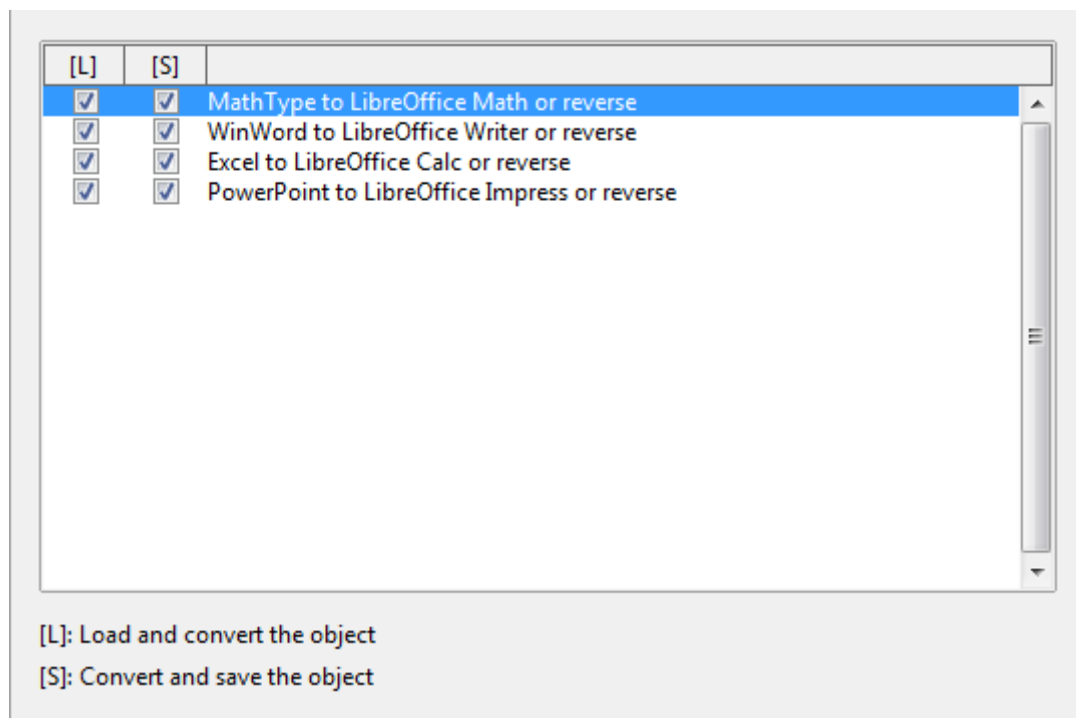 [L] [S]
MathType to LibreOffice Math or reverse
WinWord to LibreOffice Writer or reverse
Excel to LibreOffice Calc or reverse
PowerPoint to LibreOffice Impress or reverse
[L]: Load and convert the object
[S]: Convert and save the object